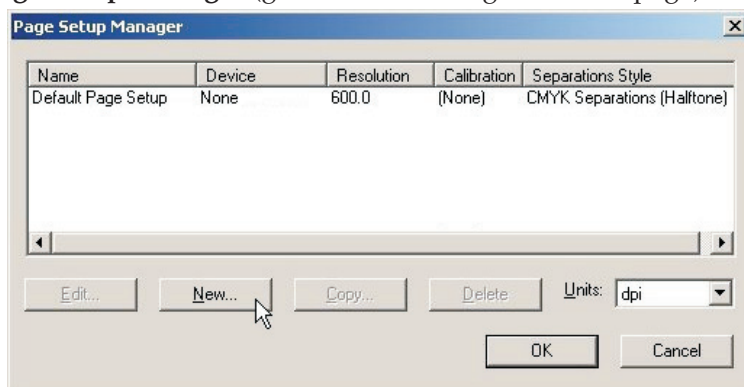 Page Setup Manager
Name Device Resolution Calibration Separations Style
Default Page Setup None 600.0 (None) CMYK Separations (Halftone)
Edit... New... Copy... Delete Units: dpi
OK Cancel